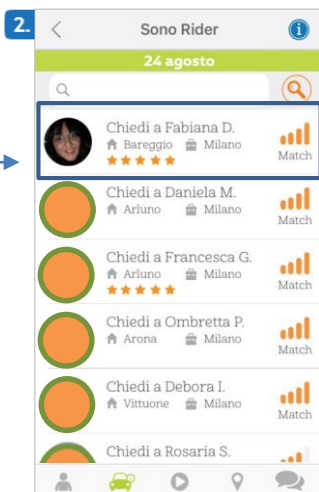 2.
Sono Rider
i
24 agosto
Chiedi a Fabiana D.
Bareggio Milano
Match
Chiedi a Daniela M.
Arluno Milano
Match
Chiedi a Francesca G.
Arluno Milano
Match
Chiedi a Ombretta P.
Arona Milano
Match
Chiedi a Debora I.
Vittuone Milano
Match
Chiedi a Rosaria S.